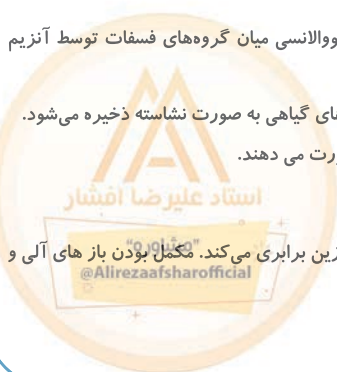 ووالانسی میان گروه‌های فسفات توسط آنزیم
های گیاهی به صورت نشاسته ذخیره می‌شود.
ورت می دهند.
استاد علیرضا افشار
زین برابری می‌کند. مکمل بودن باز های آلی و
"مشاوره"
@Alirezaafsharofficial